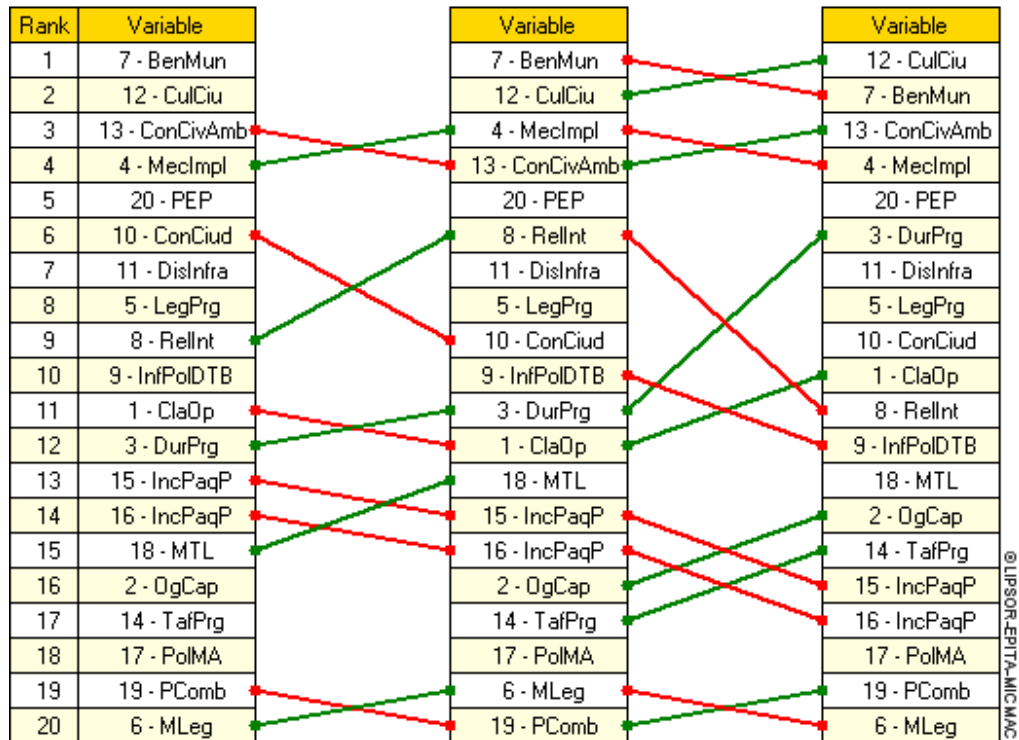 Rank Variable Variable Variable
1 7 - BenMun 7 - BenMun 12 - CulCiu
2 12 - CulCiu 12 - CulCiu 7 - BenMun
3 13 - ConCivAmb 4 - MecImpl 13 - ConCivAmb
4 4 - MecImpl 13 - ConCivAmb 4 - MecImpl
5 20 - PEP 20 - PEP 20 - PEP
6 10 - ConCiud 8 - RelInt 3 - DurPrg
7 11 - DisInfra 11 - DisInfra 11 - DisInfra
8 5 - LegPrg 5 - LegPrg 5 - LegPrg
9 8 - RelInt 10 - ConCiud 10 - ConCiud
10 9 - InfPolDTB 9 - InfPolDTB 1 - ClaOp
11 1 - ClaOp 3 - DurPrg 8 - RelInt
12 3 - DurPrg 1 - ClaOp 9 - InfPolDTB
13 15 - IncPaqP 18 - MTL 18 - MTL
14 16 - IncPaqP 15 - IncPaqP 2 - OgCap
15 18 - MTL 16 - IncPaqP 14 - TafPrg
16 2 - OgCap 2 - OgCap 15 - IncPaqP
17 14 - TafPrg 14 - TafPrg 16 - IncPaqP
18 17 - PolMA 17 - PolMA 17 - PolMA
19 19 - PComb 6 - MLeg 19 - PComb
20 6 - MLeg 19 - PComb 6 - MLeg
© LIPSOR-EPITA-MICMAC